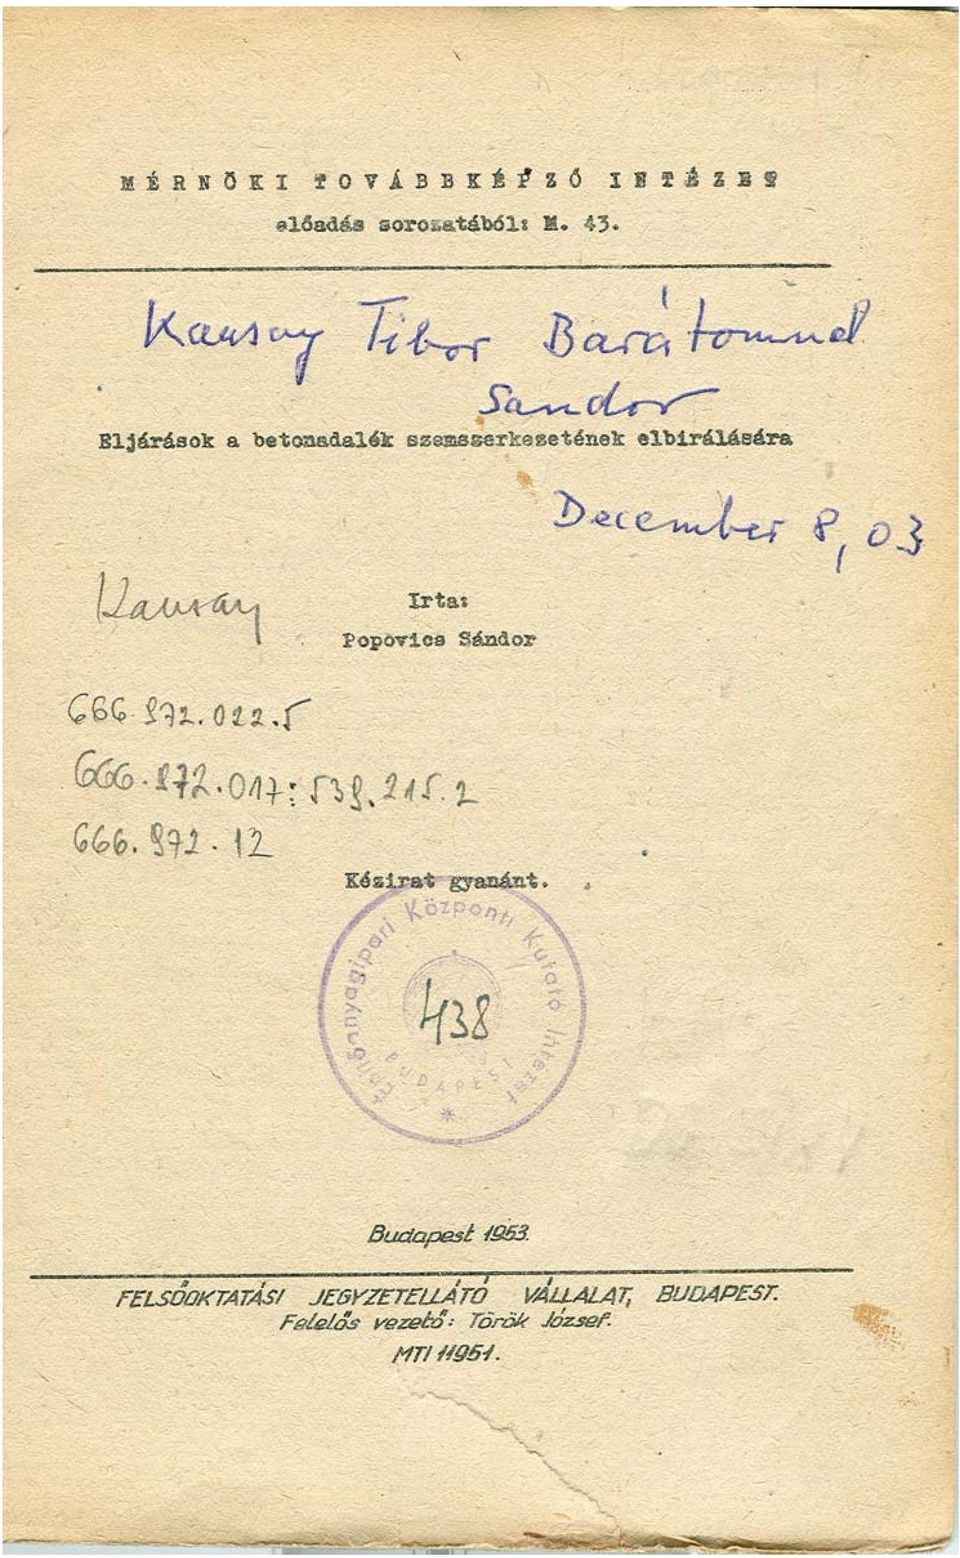 MÉRNÖKI TOVÁBBKÉPZŐ INTÉZET
előadás sorozatából: M. 43.
Kausay Tibor Barátomnak
Sandor
Eljárások a betonadalék szemszerkezetének elbirálására
December 8, 03
Kausay
Irta:
Popovics Sándor
666.972.022.5
666.972.017:539.215.2
666.972.12
Kézirat gyanánt.
Építőanyagipari Központi Kutató Intézet
438
BUDAPEST
*
Budapest 1953.
FELSŐOKTATÁSI JEGYZETELLÁTÓ VÁLLALAT, BUDAPEST.
Felelős vezető: Török József.
MTI 11951.